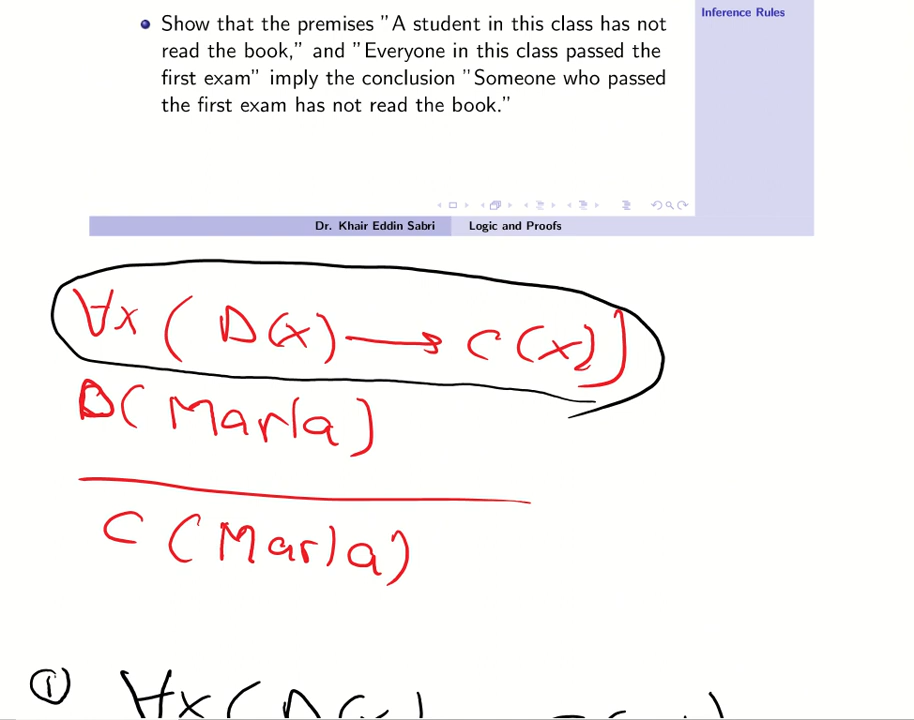 Inference Rules
Show that the premises "A student in this class has not
read the book," and "Everyone in this class passed the
first exam" imply the conclusion "Someone who passed
the first exam has not read the book."
Dr. Khair Eddin Sabri Logic and Proofs
∀x ( D(x) → C(x))
D( Marla )
C ( Marla )
① ∀x ( D(x)